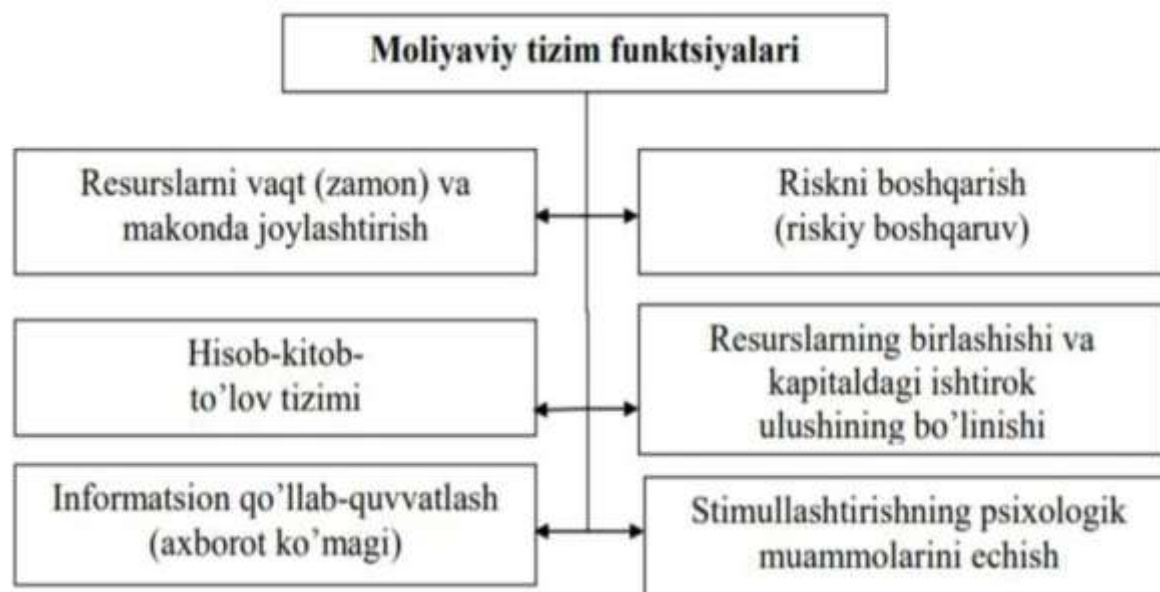 Moliyaviy tizim funktsiyalari
Resurslarni vaqt (zamon) va
makonda joylashtirish
Riskni boshqarish
(riskiy boshqaruv)
Hisob-kitob-
to’lov tizimi
Resurslarning birlashishi va
kapitaldagi ishtirok
ulushining bo’linishi
Informatsion qo’llab-quvvatlash
(axborot ko’magi)
Stimullashtirishning psixologik
muammolarini echish